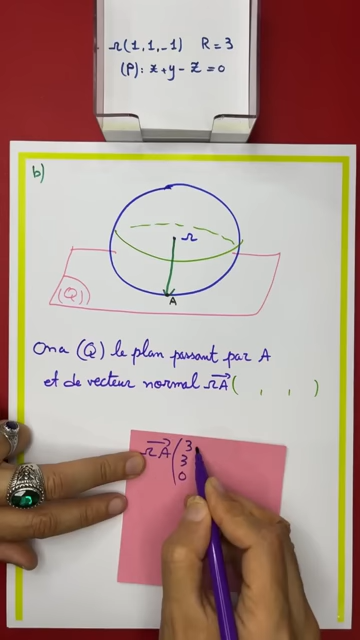 Ω(1,1,-1) R=3
(P): x+y-z=0
b)
Ω
(Q)
A
On a (Q) le plan passant par A
et de vecteur normal ΩA→( , , )
ΩA→(3
3
0